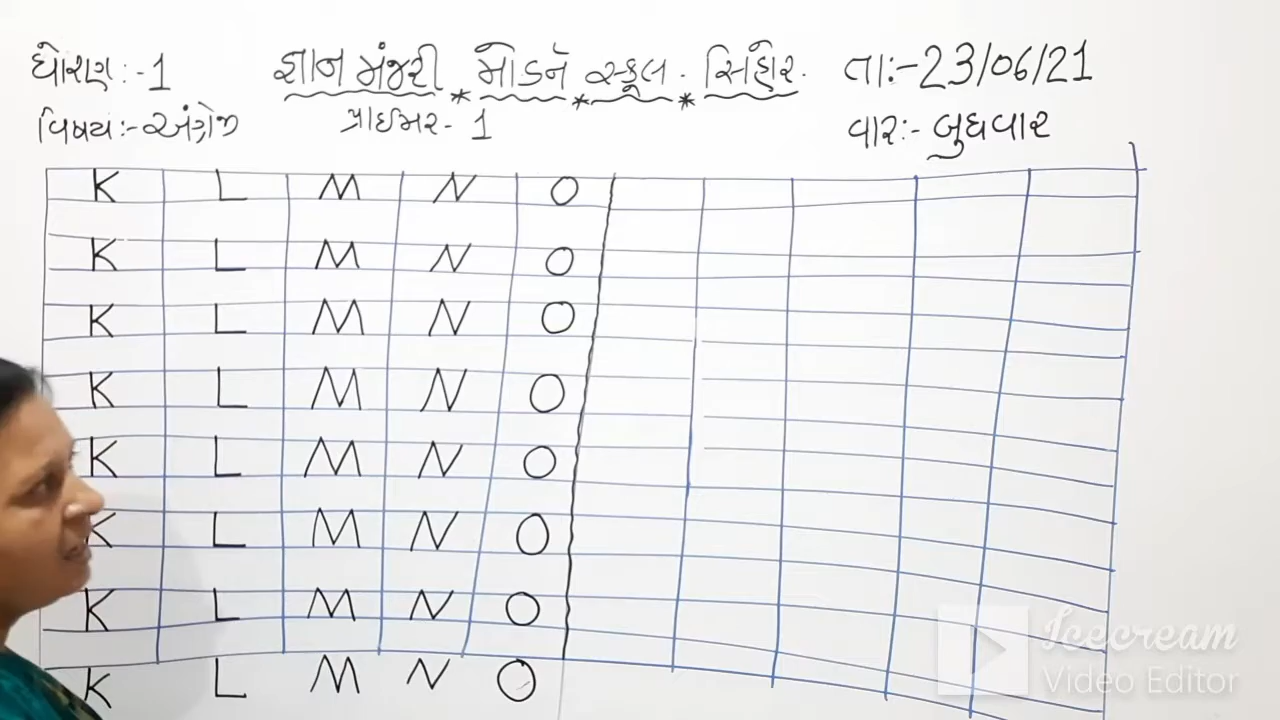 ધોરણ:-1 જ્ઞાન મંજરી * મોડર્ન * સ્કૂલ * સિહોર. તા:-23/06/21
વિષય:-અંગ્રેજી પ્રાઇમર-1 વાર:- બુધવાર
K L M N O
K L M N O
K L M N O
K L M N O
K L M N O
K L M N O
K L M N O
K L M N O
Icecream
Video Editor